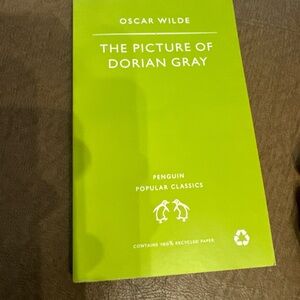 OSCAR WILDE
THE PICTURE OF
DORIAN GRAY
PENGUIN
POPULAR CLASSICS
CONTAINS 100% RECYCLED PAPER